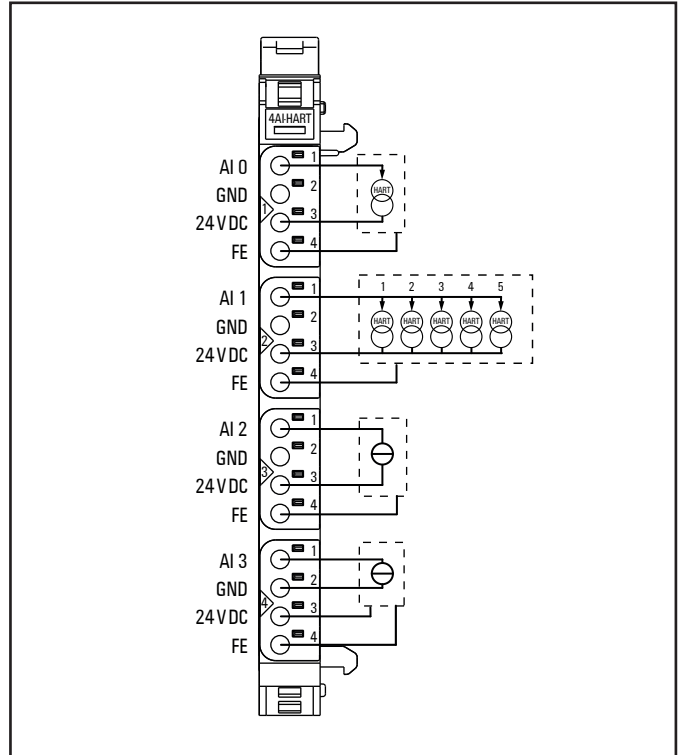 4AI-HART
AI 0 1
GND 2
24 V DC 3
FE 4
1
HART
AI 1 1
GND 2
24 V DC 3
FE 4
2
1 2 3 4 5
HART HART HART HART HART
AI 2 1
GND 2
24 V DC 3
FE 4
3
AI 3 1
GND 2
24 V DC 3
FE 4
4